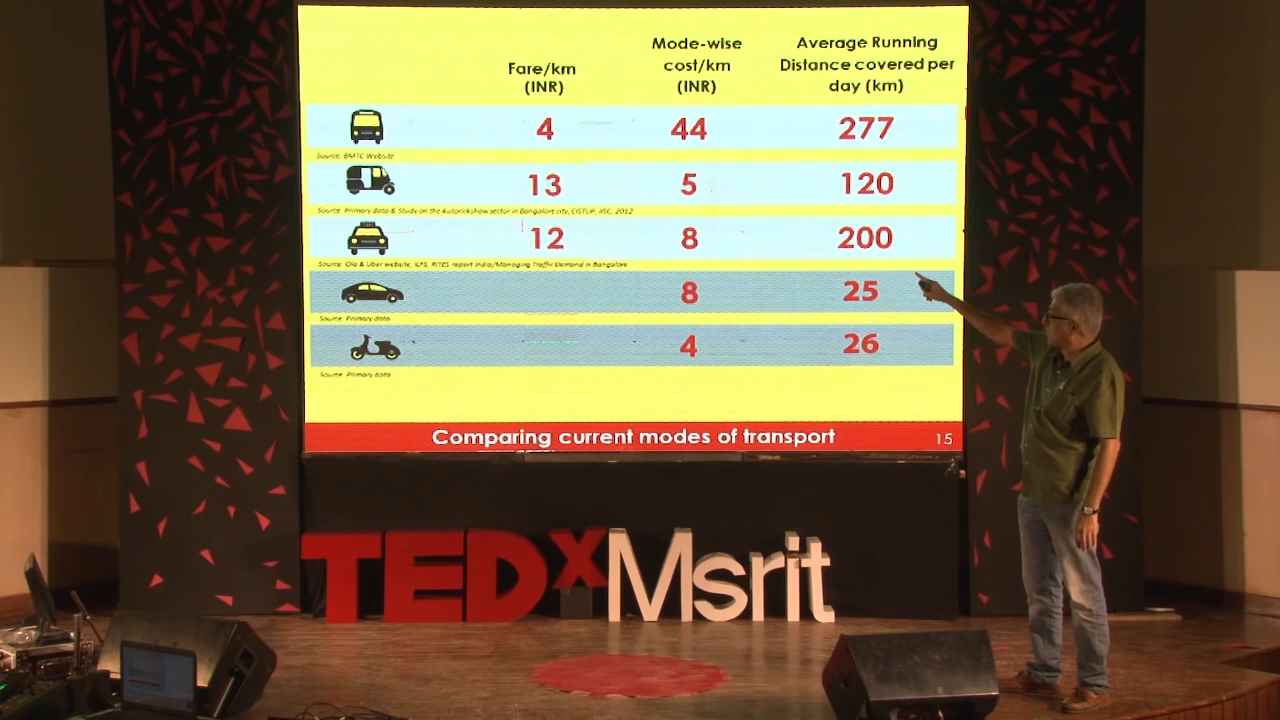 Fare/km
(INR)
Mode-wise
cost/km
(INR)
Average Running
Distance covered per
day (km)
4 44 277
Source: BMTC Website
13 5 120
Source: Primary data & Study on the Autorickshaw sector in Bangalore city, CiSTUP, IISC, 2012
12 8 200
Source: Ola & Uber website, ILFS, RITES report India/Managing Traffic Demand in Bangalore
8 25
Source: Primary data
4 26
Source: Primary data
Comparing current modes of transport 15
TEDxMsrit